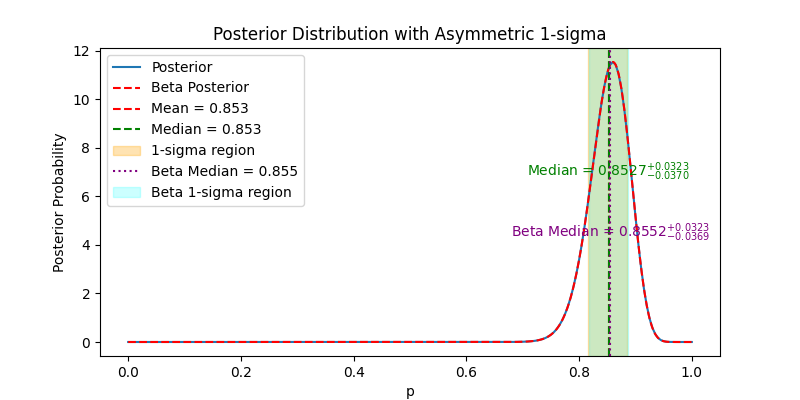 Posterior Distribution with Asymmetric 1-sigma
Posterior Probability
12
10
8
6
4
2
0
Posterior
Beta Posterior
Mean = 0.853
Median = 0.853
1-sigma region
Beta Median = 0.855
Beta 1-sigma region
Median = 0.8527+0.0323 −0.0370
Beta Median = 0.8552+0.0323 −0.0369
0.0 0.2 0.4 0.6 0.8 1.0
p